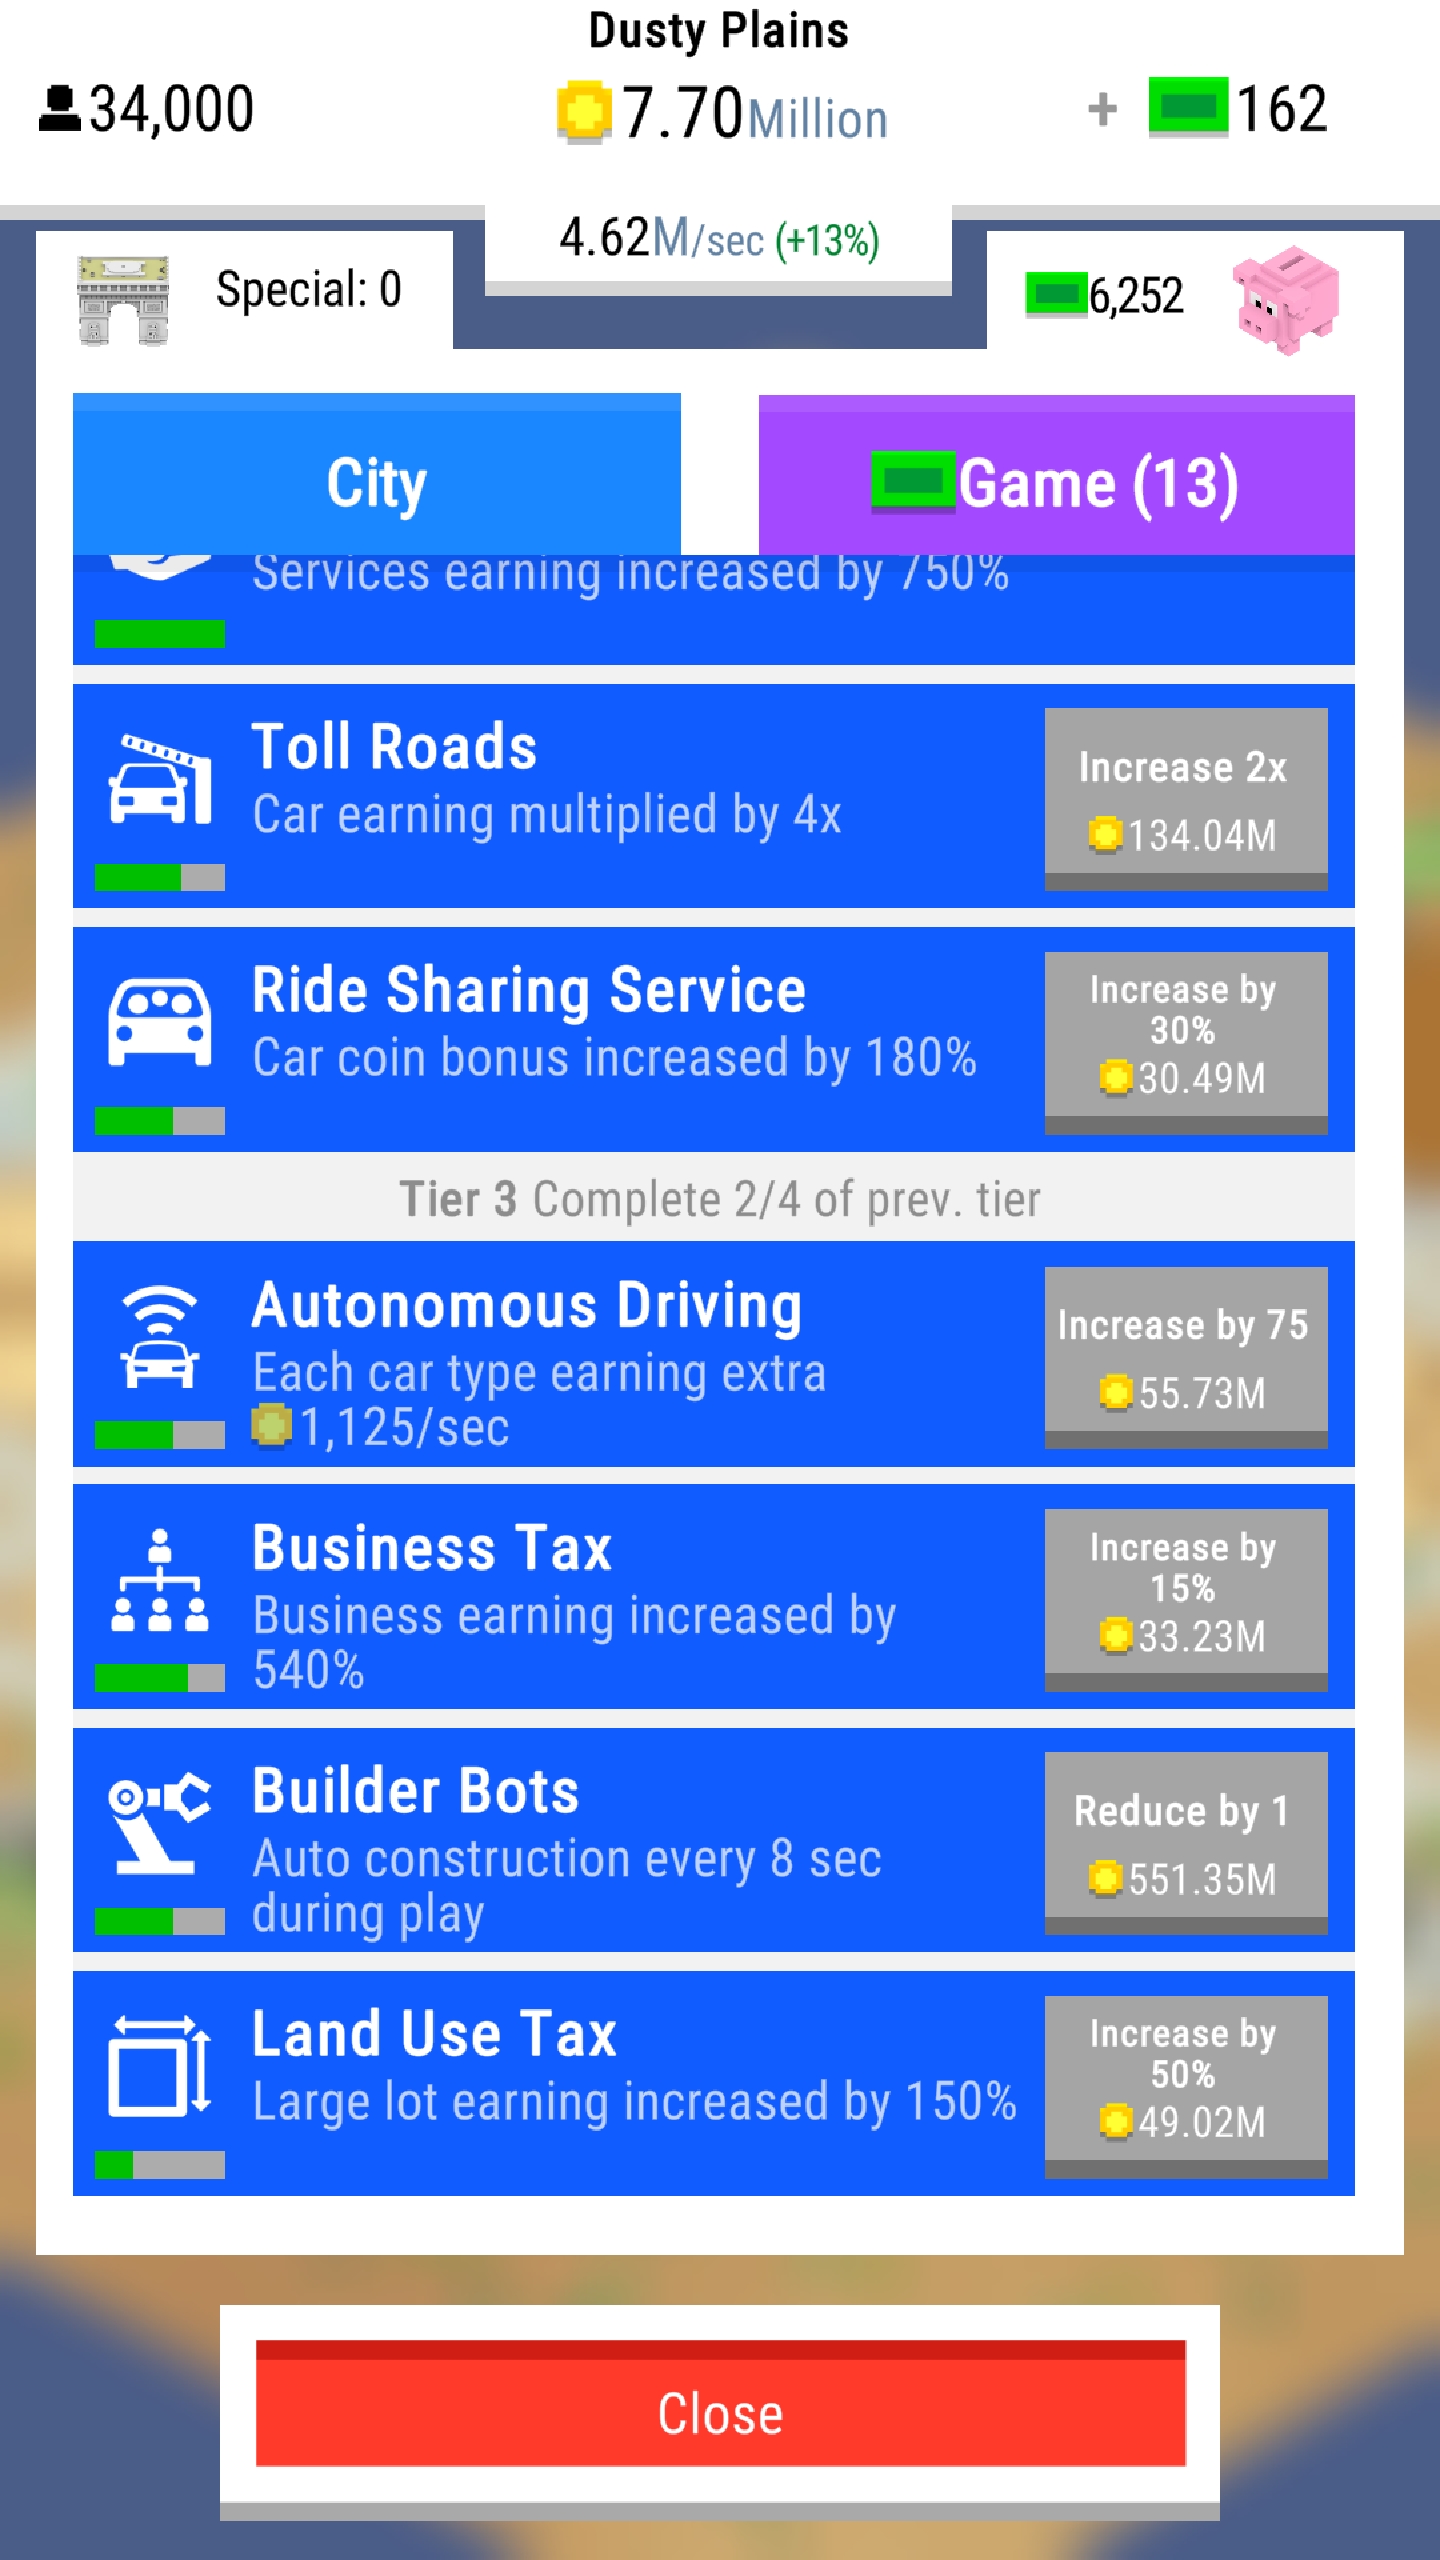 Dusty Plains
34,000
7.70Million
+ 162
4.62M/sec (+13%)
Special: 0
6,252
City
Game (13)
Services earning increased by 750%
Toll Roads
Car earning multiplied by 4x
Increase 2x
134.04M
Ride Sharing Service
Car coin bonus increased by 180%
Increase by
30%
30.49M
Tier 3 Complete 2/4 of prev. tier
Autonomous Driving
Each car type earning extra
1,125/sec
Increase by 75
55.73M
Business Tax
Business earning increased by
540%
Increase by
15%
33.23M
Builder Bots
Auto construction every 8 sec
during play
Reduce by 1
551.35M
Land Use Tax
Large lot earning increased by 150%
Increase by
50%
49.02M
Close